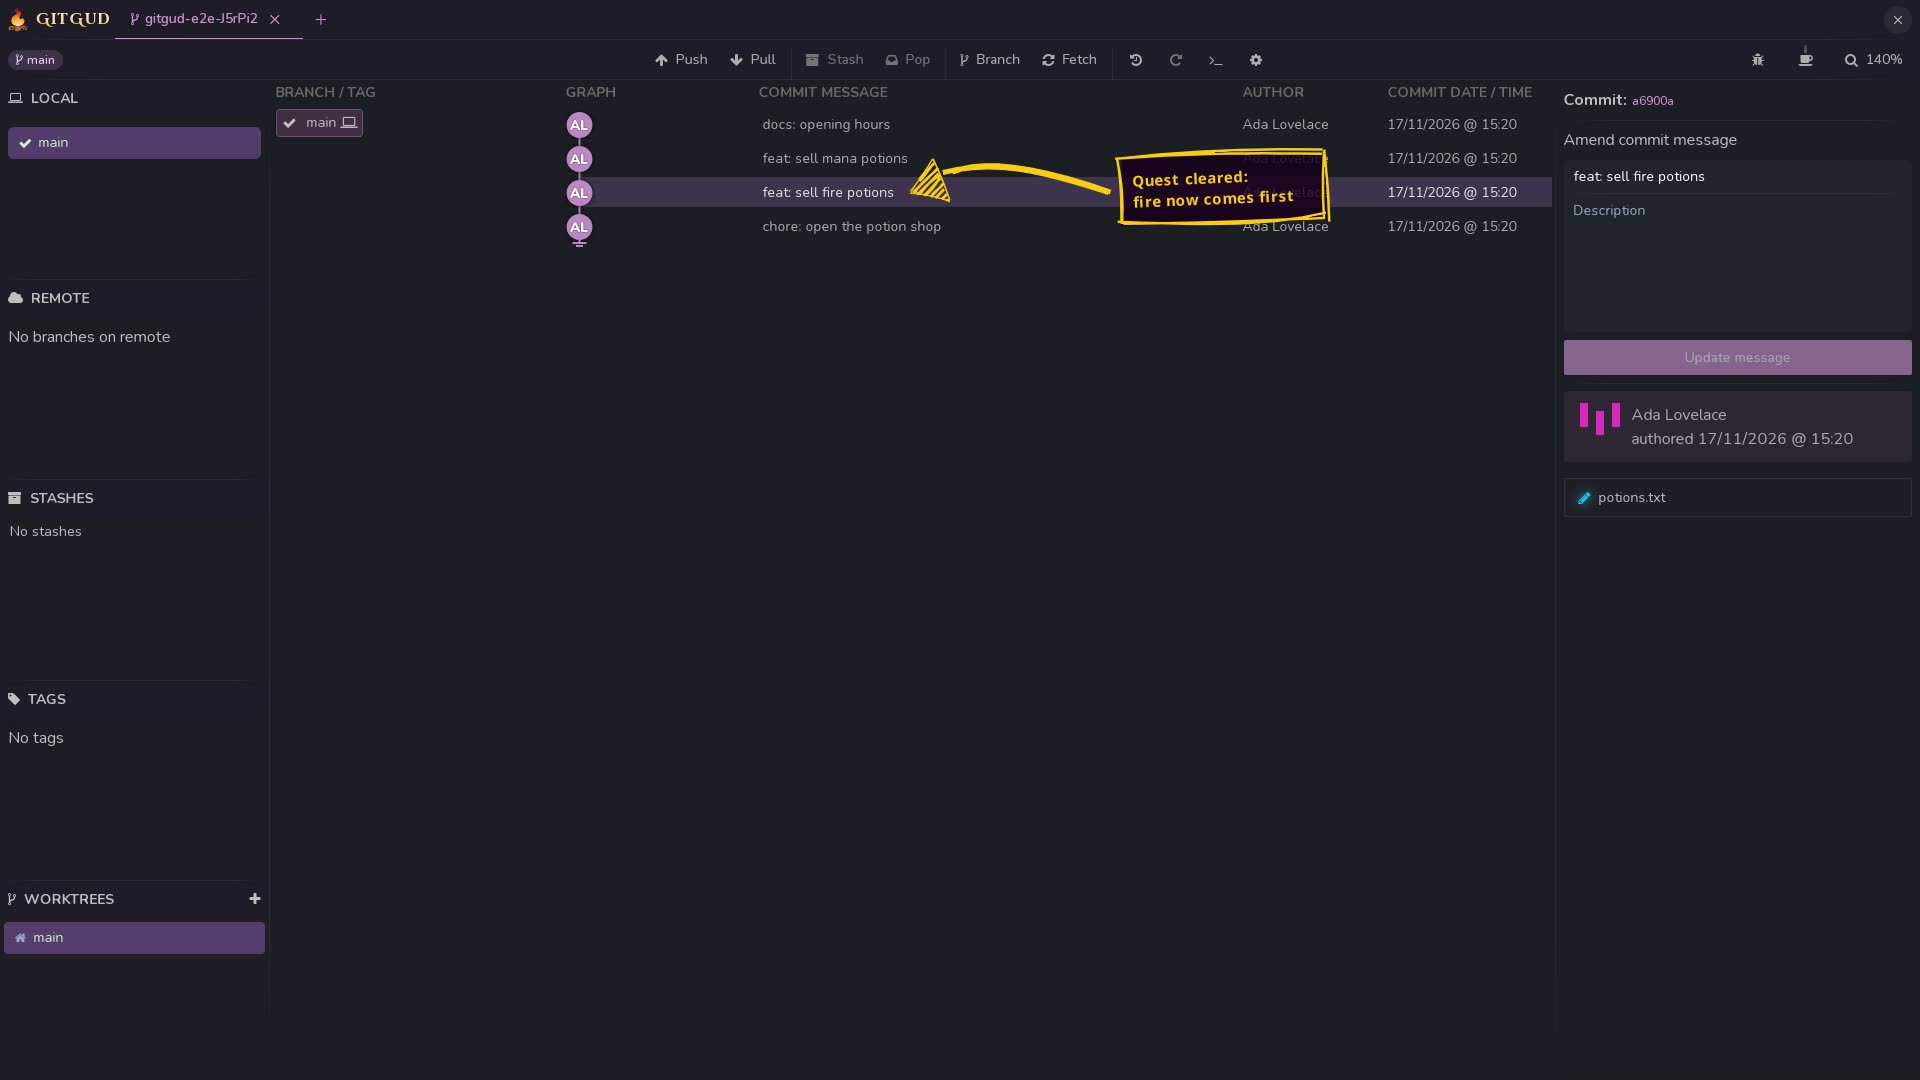 GITGUD gitgud-e2e-J5rPi2
main Push Pull Stash Pop Branch Fetch 140%
LOCAL
main
REMOTE
No branches on remote
STASHES
No stashes
TAGS
No tags
WORKTREES
main
BRANCH / TAG GRAPH COMMIT MESSAGE AUTHOR COMMIT DATE / TIME
main AL docs: opening hours Ada Lovelace 17/11/2026 @ 15:20
AL feat: sell mana potions Ada Lovelace 17/11/2026 @ 15:20
AL feat: sell fire potions Ada Lovelace 17/11/2026 @ 15:20
AL chore: open the potion shop Ada Lovelace 17/11/2026 @ 15:20
Quest cleared:
fire now comes first
Commit: a6900a
Amend commit message
feat: sell fire potions
Description
Update message
Ada Lovelace
authored 17/11/2026 @ 15:20
potions.txt